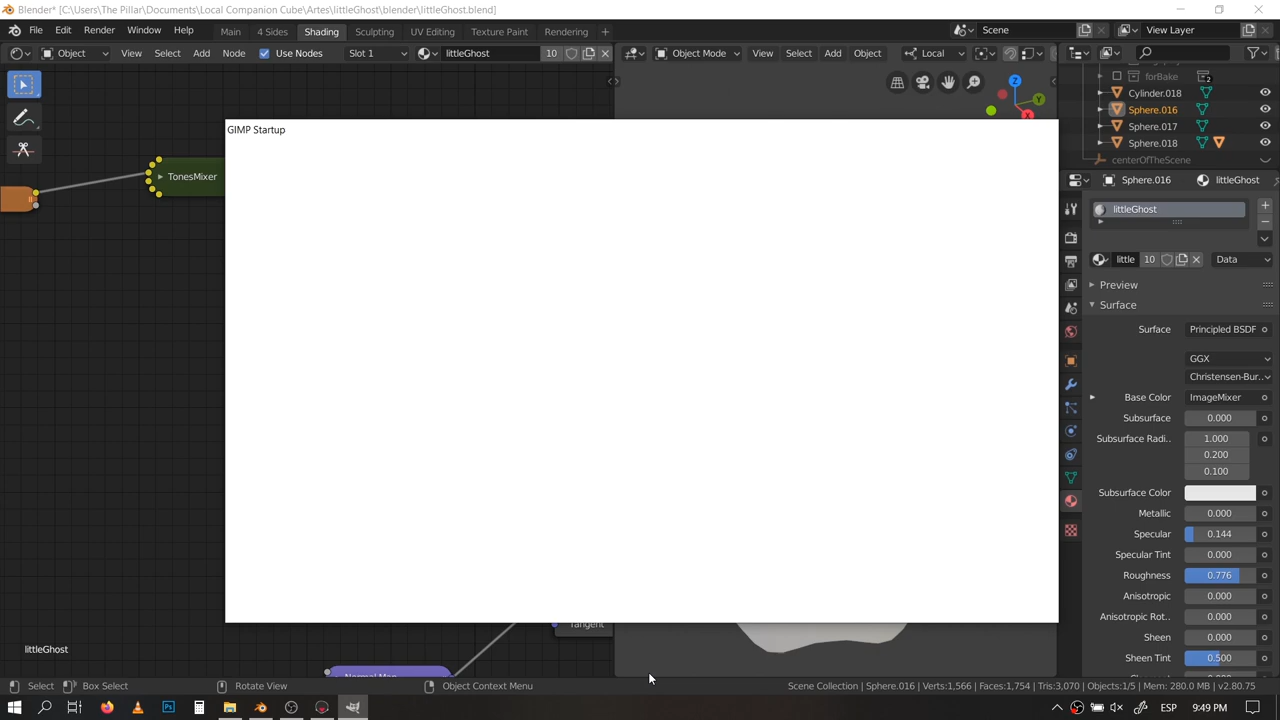 Blender* [C:\Users\The Pillar\Documents\Local Companion Cube\Artes\littleGhost\blender\littleGhost.blend]
File Edit Render Window Help Main 4 Sides Shading Sculpting UV Editing Texture Paint Rendering + Scene View Layer
Object View Select Add Node Use Nodes Slot 1 littleGhost 10 Object Mode View Select Add Object Local
forBake 2
Cylinder.018
Sphere.016
Sphere.017
Sphere.018
centerOfTheScene
Z
Y
X
GIMP Startup
TonesMixer
Sphere.016 littleGhost
littleGhost
little 10 Data
Preview
Surface
Surface Principled BSDF
GGX
Christensen-Bur..
Base Color ImageMixer
Subsurface 0.000
Subsurface Radi.. 1.000
0.200
0.100
Subsurface Color
Metallic 0.000
Specular 0.144
Specular Tint 0.000
Roughness 0.776
Anisotropic 0.000
Anisotropic Rot.. 0.000
Sheen 0.000
Sheen Tint 0.500
Tangent
littleGhost
Normal Map
Select Box Select Rotate View Object Context Menu Scene Collection | Sphere.016 | Verts:1,566 | Faces:1,754 | Tris:3,070 | Objects:1/5 | Mem: 280.0 MB | v2.80.75
Ps ESP 9:49 PM